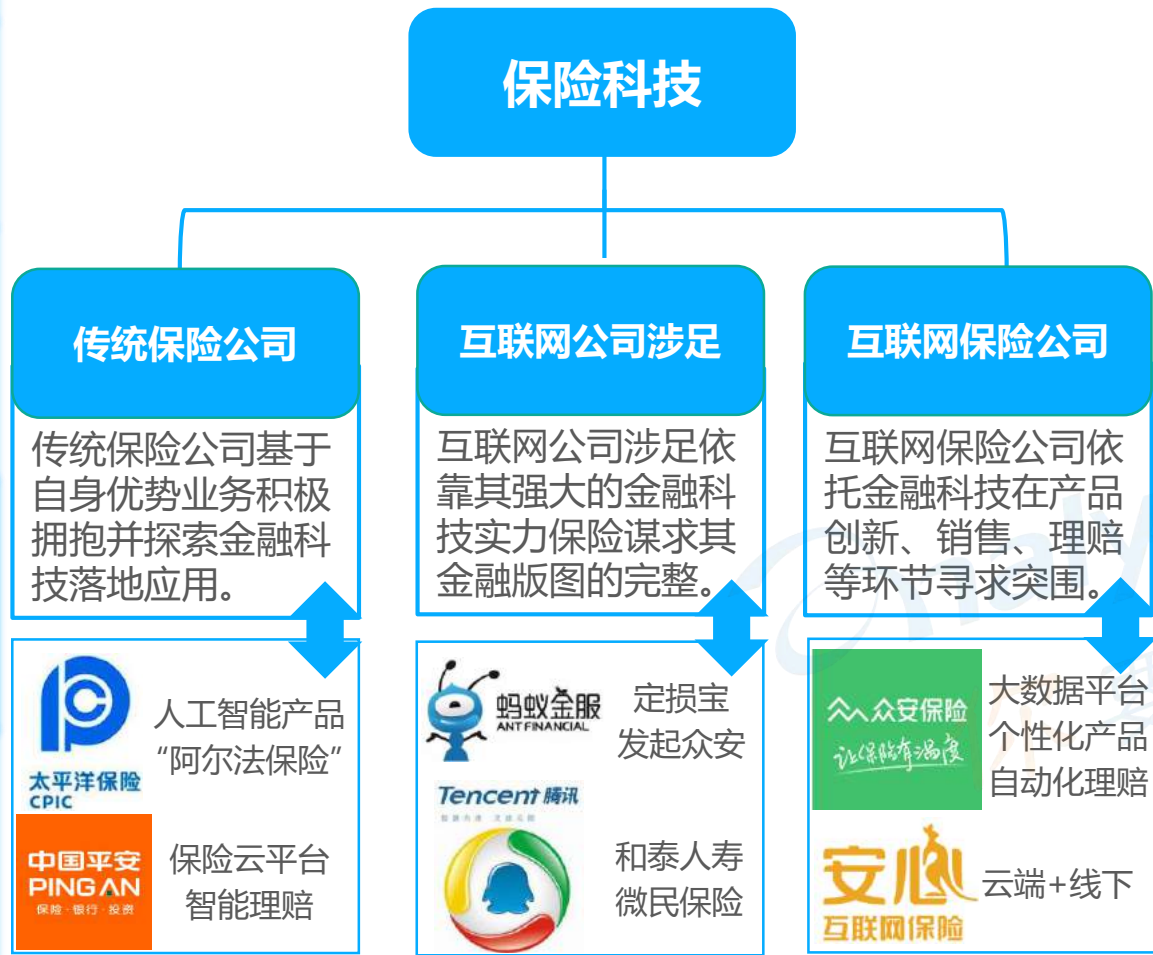 保险科技
传统保险公司
传统保险公司基于
自身优势业务积极
拥抱并探索金融科
技落地应用。
太平洋保险
CPIC
人工智能产品
“阿尔法保险”
中国平安
PING AN
保险·银行·投资
保险云平台
智能理赔
互联网公司涉足
互联网公司涉足依
靠其强大的金融科
技实力保险谋求其
金融版图的完整。
蚂蚁金服
ANT FINANCIAL
定损宝
发起众安
Tencent 腾讯
和泰人寿
微民保险
互联网保险公司
互联网保险公司依
托金融科技在产品
创新、销售、理赔
等环节寻求突围。
众安保险
让保险有温度
大数据平台
个性化产品
自动化理赔
安心
互联网保险
云端+线下